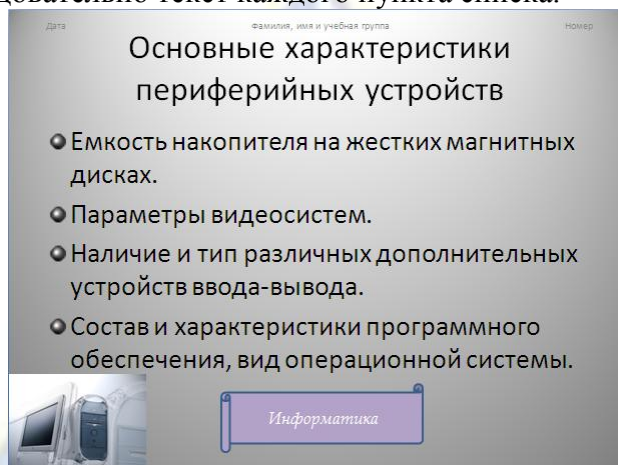 довательно текст каждого пункта списка.
Дата Фамилия, имя и учебная группа Номер
Основные характеристики
периферийных устройств
Емкость накопителя на жестких магнитных
дисках.
Параметры видеосистем.
Наличие и тип различных дополнительных
устройств ввода-вывода.
Состав и характеристики программного
обеспечения, вид операционной системы.
Информатика